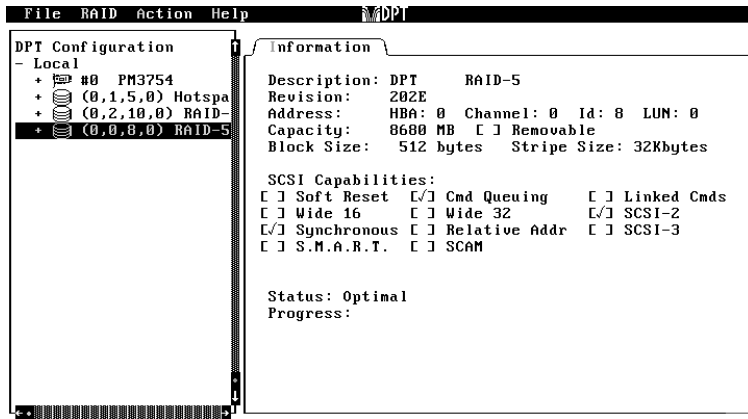 File RAID Action Help DPT
DPT Configuration
- Local
+ #0 PM3754
+ (0,1,5,0) Hotspa
+ (0,2,10,0) RAID-
+ (0,0,8,0) RAID-5
Information
Description: DPT RAID-5
Revision: 202E
Address: HBA: 0 Channel: 0 Id: 8 LUN: 0
Capacity: 8680 MB [ ] Removable
Block Size: 512 bytes Stripe Size: 32Kbytes
SCSI Capabilities:
[ ] Soft Reset [√] Cmd Queuing [ ] Linked Cmds
[ ] Wide 16 [ ] Wide 32 [√] SCSI-2
[√] Synchronous [ ] Relative Addr [ ] SCSI-3
[ ] S.M.A.R.T. [ ] SCAM
Status: Optimal
Progress: